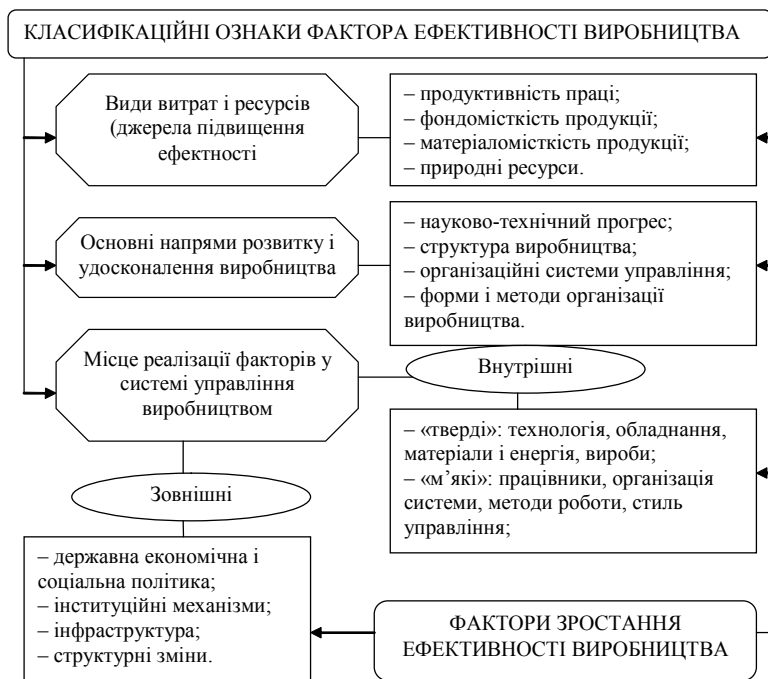 КЛАСИФІКАЦІЙНІ ОЗНАКИ ФАКТОРА ЕФЕКТИВНОСТІ ВИРОБНИЦТВА
Види витрат і ресурсів
(джерела підвищення
ефектності
– продуктивність праці;
– фондомісткість продукції;
– матеріаломісткість продукції;
– природні ресурси.
Основні напрями розвитку і
удосконалення виробництва
– науково-технічний прогрес;
– структура виробництва;
– організаційні системи управління;
– форми і методи організації
виробництва.
Місце реалізації факторів у
системі управління
виробництвом
Внутрішні
– «тверді»: технологія, обладнання,
матеріали і енергія, вироби;
– «м’які»: працівники, організація
системи, методи роботи, стиль
управління;
Зовнішні
– державна економічна і
соціальна політика;
– інституційні механізми;
– інфраструктура;
– структурні зміни.
ФАКТОРИ ЗРОСТАННЯ
ЕФЕКТИВНОСТІ ВИРОБНИЦТВА